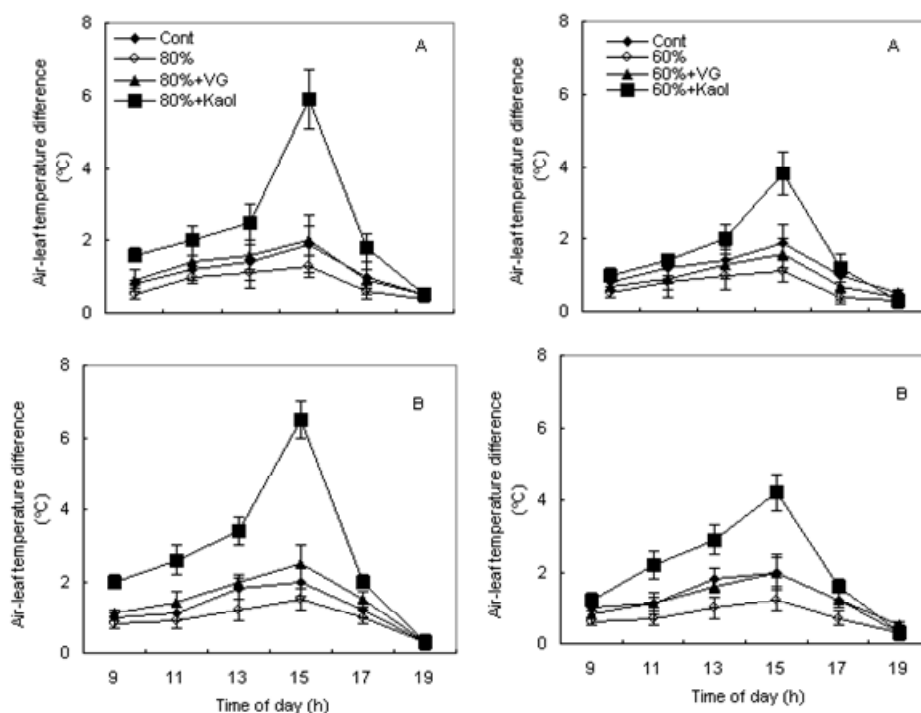 8
6
4
2
0
Air-leaf temperature difference
(°C)
A
Cont
80%
80%+VG
80%+Kaol
8
6
4
2
0
Air-leaf temperature difference
(°C)
A
Cont
60%
60%+VG
60%+Kaol
8
6
4
2
0
Air-leaf temperature difference
(°C)
B
9 11 13 15 17 19
Time of day (h)
8
6
4
2
0
Air-leaf temperature difference
(°C)
B
9 11 13 15 17 19
Time of day (h)